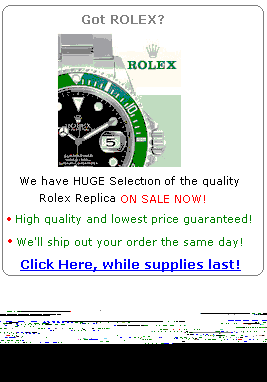 Got ROLEX?
ROLEX
We have HUGE Selection of the quality
Rolex Replica ON SALE NOW!
• High quality and lowest price guaranteed!
• We'll ship out your order the same day!
Click Here, while supplies last!